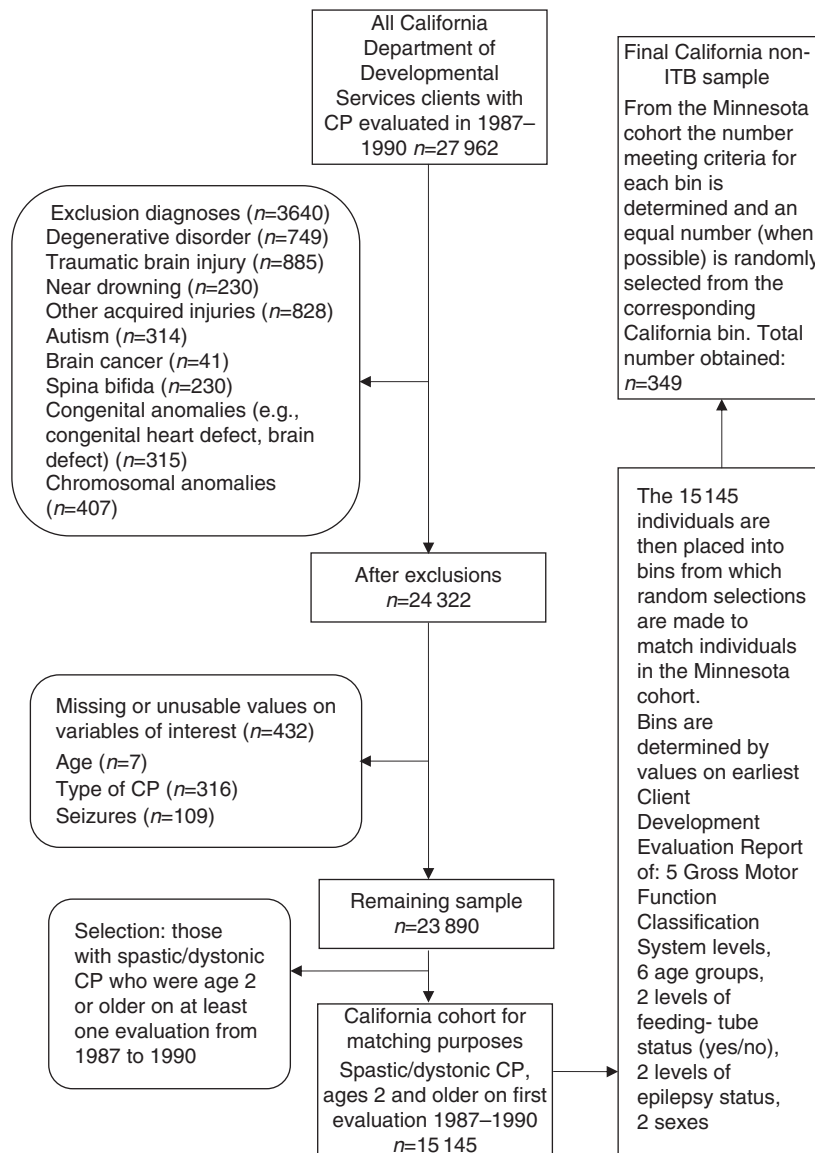 All California
Department of
Developmental
Services clients with
CP evaluated in 1987–
1990 n=27 962
Exclusion diagnoses (n=3640)
Degenerative disorder (n=749)
Traumatic brain injury (n=885)
Near drowning (n=230)
Other acquired injuries (n=828)
Autism (n=314)
Brain cancer (n=41)
Spina bifida (n=230)
Congenital anomalies (e.g.,
congenital heart defect, brain
defect) (n=315)
Chromosomal anomalies
(n=407)
After exclusions
n=24 322
Missing or unusable values on
variables of interest (n=432)
Age (n=7)
Type of CP (n=316)
Seizures (n=109)
Remaining sample
n=23 890
Selection: those
with spastic/dystonic
CP who were age 2
or older on at least
one evaluation from
1987 to 1990
California cohort for
matching purposes
Spastic/dystonic CP,
ages 2 and older on first
evaluation 1987–1990
n=15 145
The 15 145
individuals are
then placed into
bins from which
random selections
are made to
match individuals
in the Minnesota
cohort.
Bins are
determined by
values on earliest
Client
Development
Evaluation Report
of: 5 Gross Motor
Function
Classification
System levels,
6 age groups,
2 levels of
feeding- tube
status (yes/no),
2 levels of
epilepsy status,
2 sexes
Final California non-
ITB sample
From the Minnesota
cohort the number
meeting criteria for
each bin is
determined and an
equal number (when
possible) is randomly
selected from the
corresponding
California bin. Total
number obtained:
n=349